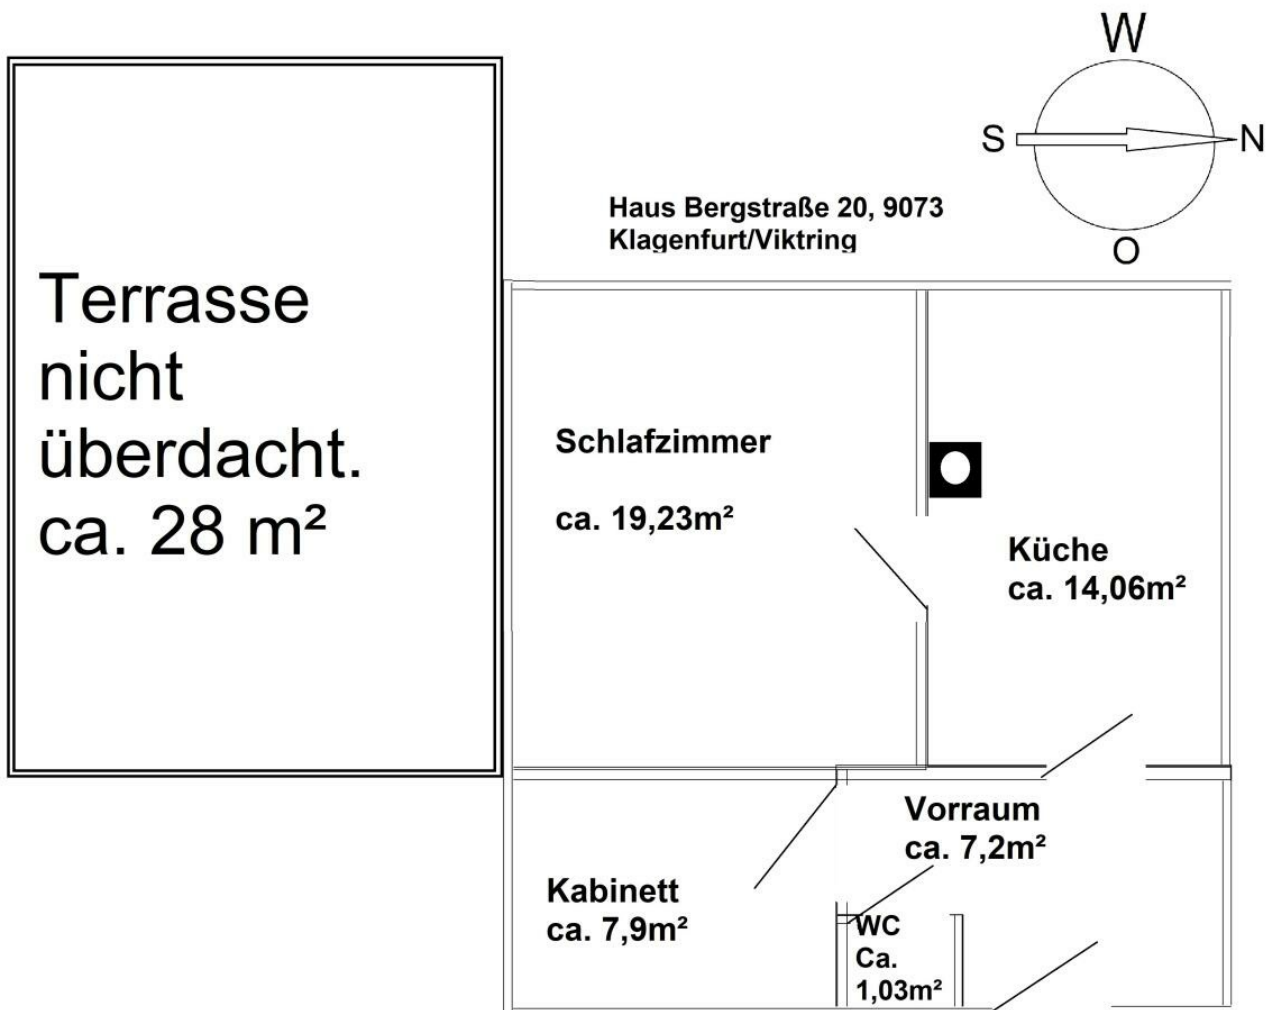 W
S
N
O
Haus Bergstraße 20, 9073
Klagenfurt/Viktring
Terrasse
nicht
überdacht.
ca. 28 m²
Schlafzimmer
ca. 19,23m²
Küche
ca. 14,06m²
Vorraum
ca. 7,2m²
Kabinett
ca. 7,9m²
WC
Ca.
1,03m²